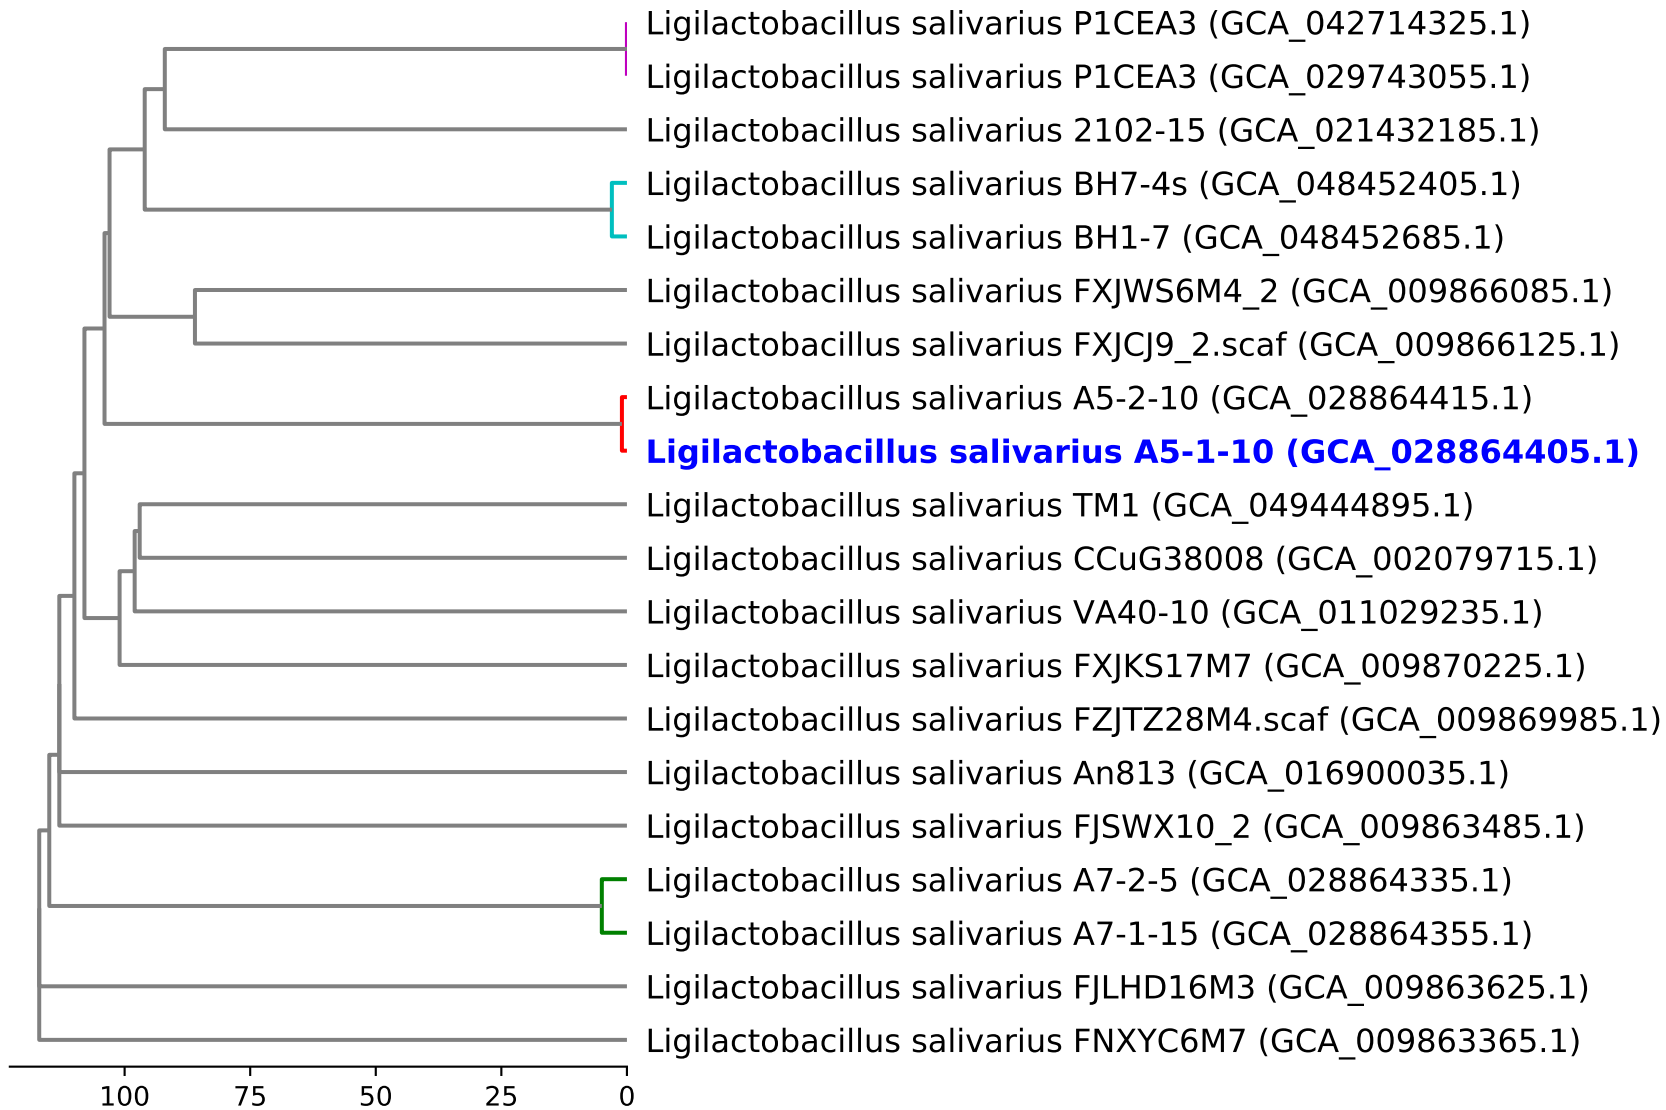 Ligilactobacillus salivarius P1CEA3 (GCA_042714325.1)
Ligilactobacillus salivarius P1CEA3 (GCA_029743055.1)
Ligilactobacillus salivarius 2102-15 (GCA_021432185.1)
Ligilactobacillus salivarius BH7-4s (GCA_048452405.1)
Ligilactobacillus salivarius BH1-7 (GCA_048452685.1)
Ligilactobacillus salivarius FXJWS6M4_2 (GCA_009866085.1)
Ligilactobacillus salivarius FXJCJ9_2.scaf (GCA_009866125.1)
Ligilactobacillus salivarius A5-2-10 (GCA_028864415.1)
Ligilactobacillus salivarius A5-1-10 (GCA_028864405.1)
Ligilactobacillus salivarius TM1 (GCA_049444895.1)
Ligilactobacillus salivarius CCuG38008 (GCA_002079715.1)
Ligilactobacillus salivarius VA40-10 (GCA_011029235.1)
Ligilactobacillus salivarius FXJKS17M7 (GCA_009870225.1)
Ligilactobacillus salivarius FZJTZ28M4.scaf (GCA_009869985.1)
Ligilactobacillus salivarius An813 (GCA_016900035.1)
Ligilactobacillus salivarius FJSWX10_2 (GCA_009863485.1)
Ligilactobacillus salivarius A7-2-5 (GCA_028864335.1)
Ligilactobacillus salivarius A7-1-15 (GCA_028864355.1)
Ligilactobacillus salivarius FJLHD16M3 (GCA_009863625.1)
Ligilactobacillus salivarius FNXYC6M7 (GCA_009863365.1)
100 75 50 25 0